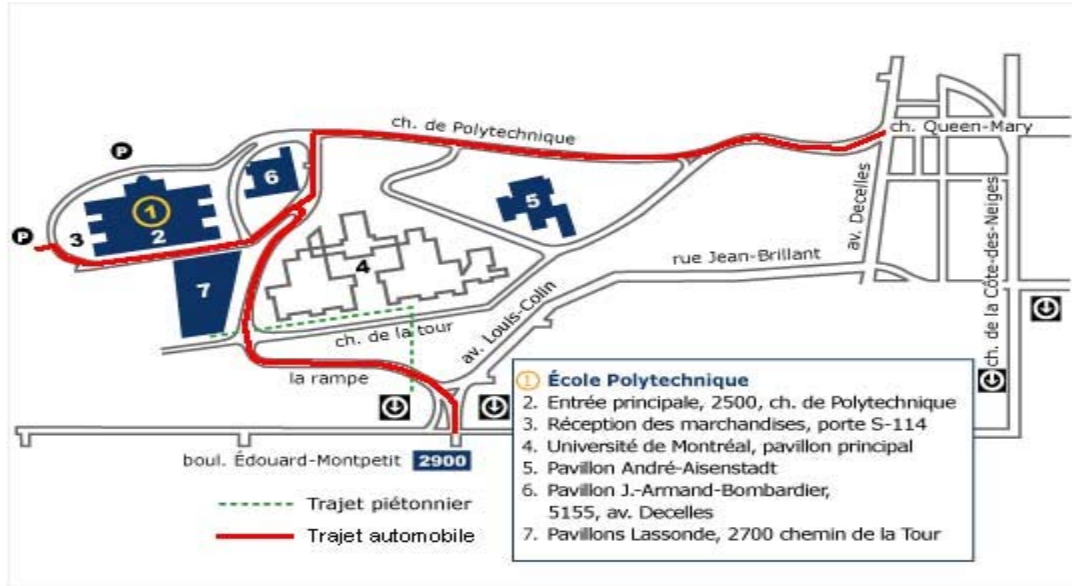 ch. de Polytechnique
ch. Queen-Mary
P
6
1
2
3
P
5
av. Decelles
ch. de la Côte-des-Neiges
rue Jean-Brillant
4
7
ch. de la tour
av. Louis-Colin
la rampe
boul. Édouard-Montpetit 2900
Trajet piétonnier
Trajet automobile
1 École Polytechnique
2. Entrée principale, 2500, ch. de Polytechnique
3. Réception des marchandises, porte S-114
4. Université de Montréal, pavillon principal
5. Pavillon André-Aisenstadt
6. Pavillon J.-Armand-Bombardier,
5155, av. Decelles
7. Pavillons Lassonde, 2700 chemin de la Tour